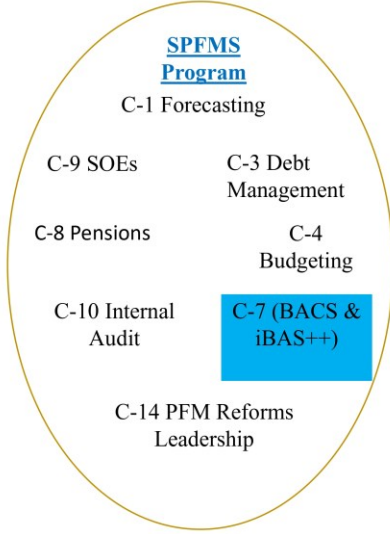 SPFMS
Program
C-1 Forecasting
C-9 SOEs
C-3 Debt
Management
C-8 Pensions
C-4
Budgeting
C-10 Internal
Audit
C-7 (BACS &
iBAS++)
C-14 PFM Reforms
Leadership